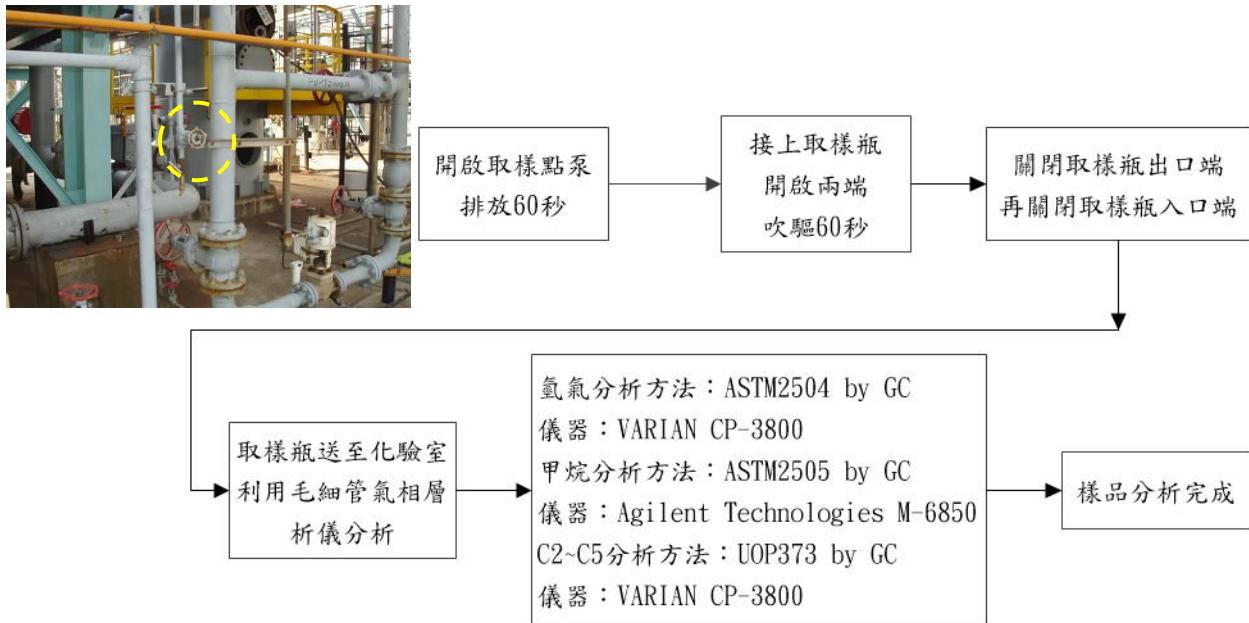 開啟取樣點泵
排放60秒
接上取樣瓶
開啟兩端
吹驅60秒
關閉取樣瓶出口端
再關閉取樣瓶入口端
取樣瓶送至化驗室
利用毛細管氣相層
析儀分析
氫氣分析方法：ASTM2504 by GC
儀器：VARIAN CP-3800
甲烷分析方法：ASTM2505 by GC
儀器：Agilent Technologies M-6850
C2~C5分析方法：UOP373 by GC
儀器：VARIAN CP-3800
樣品分析完成